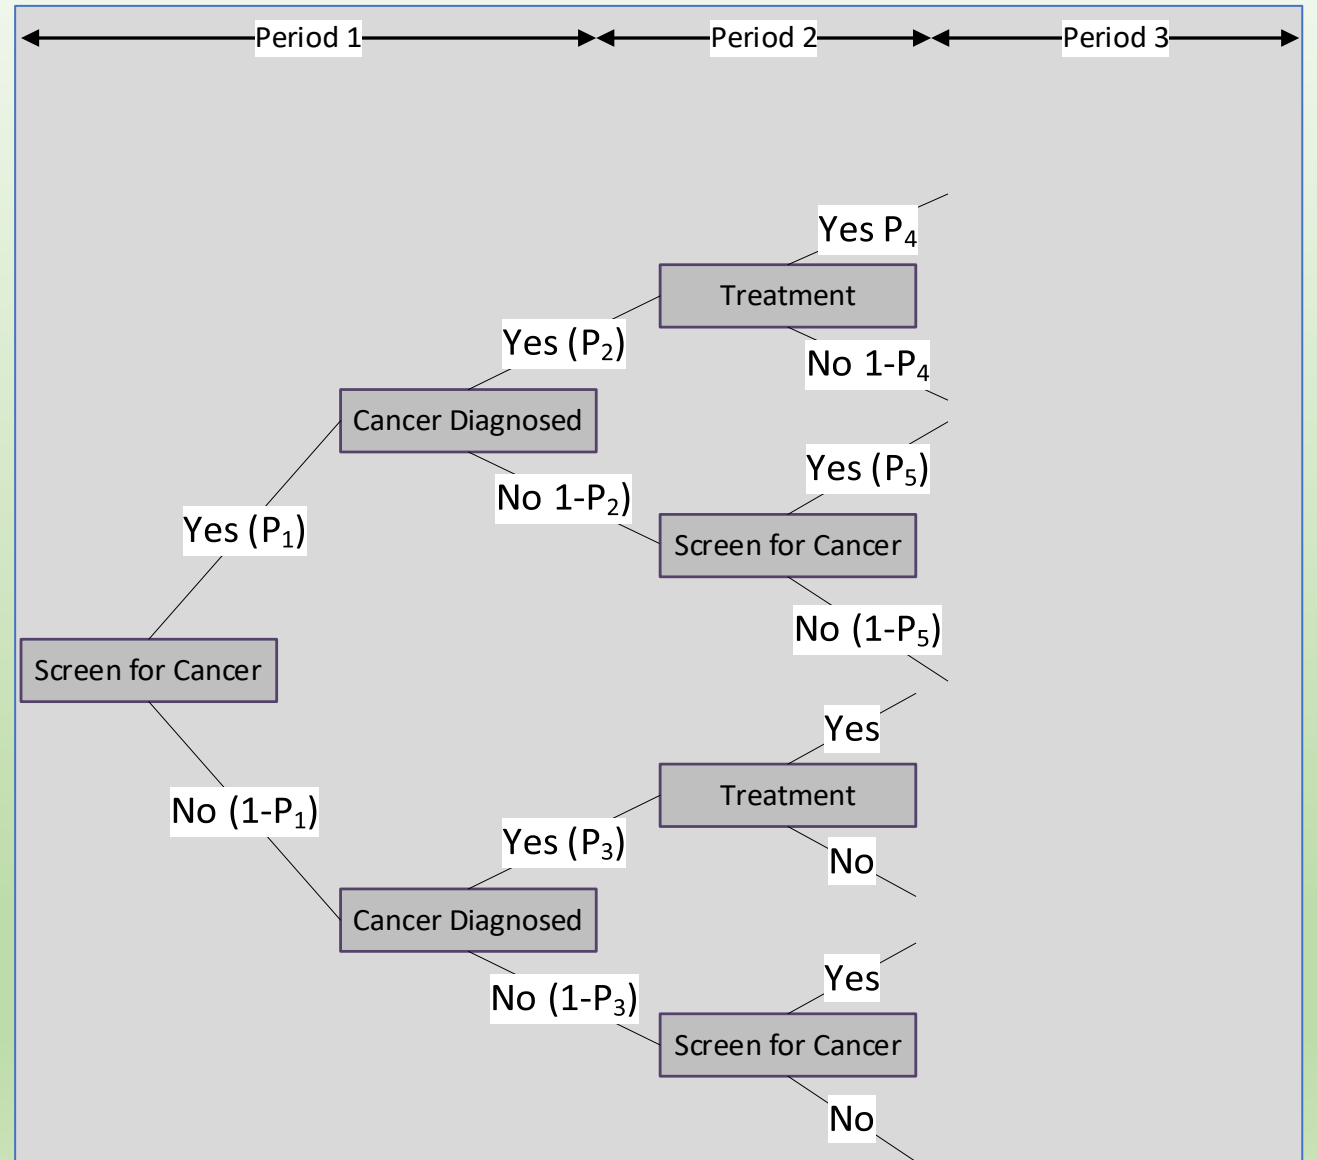 Period 1
Period 2
Period 3
Yes P₄
Treatment
Yes (P₂)
No 1-P₄
Cancer Diagnosed
Yes (P₅)
No 1-P₂)
Yes (P₁)
Screen for Cancer
No (1-P₅)
Screen for Cancer
Yes
Treatment
No (1-P₁)
Yes (P₃)
No
Cancer Diagnosed
Yes
No (1-P₃)
Screen for Cancer
No